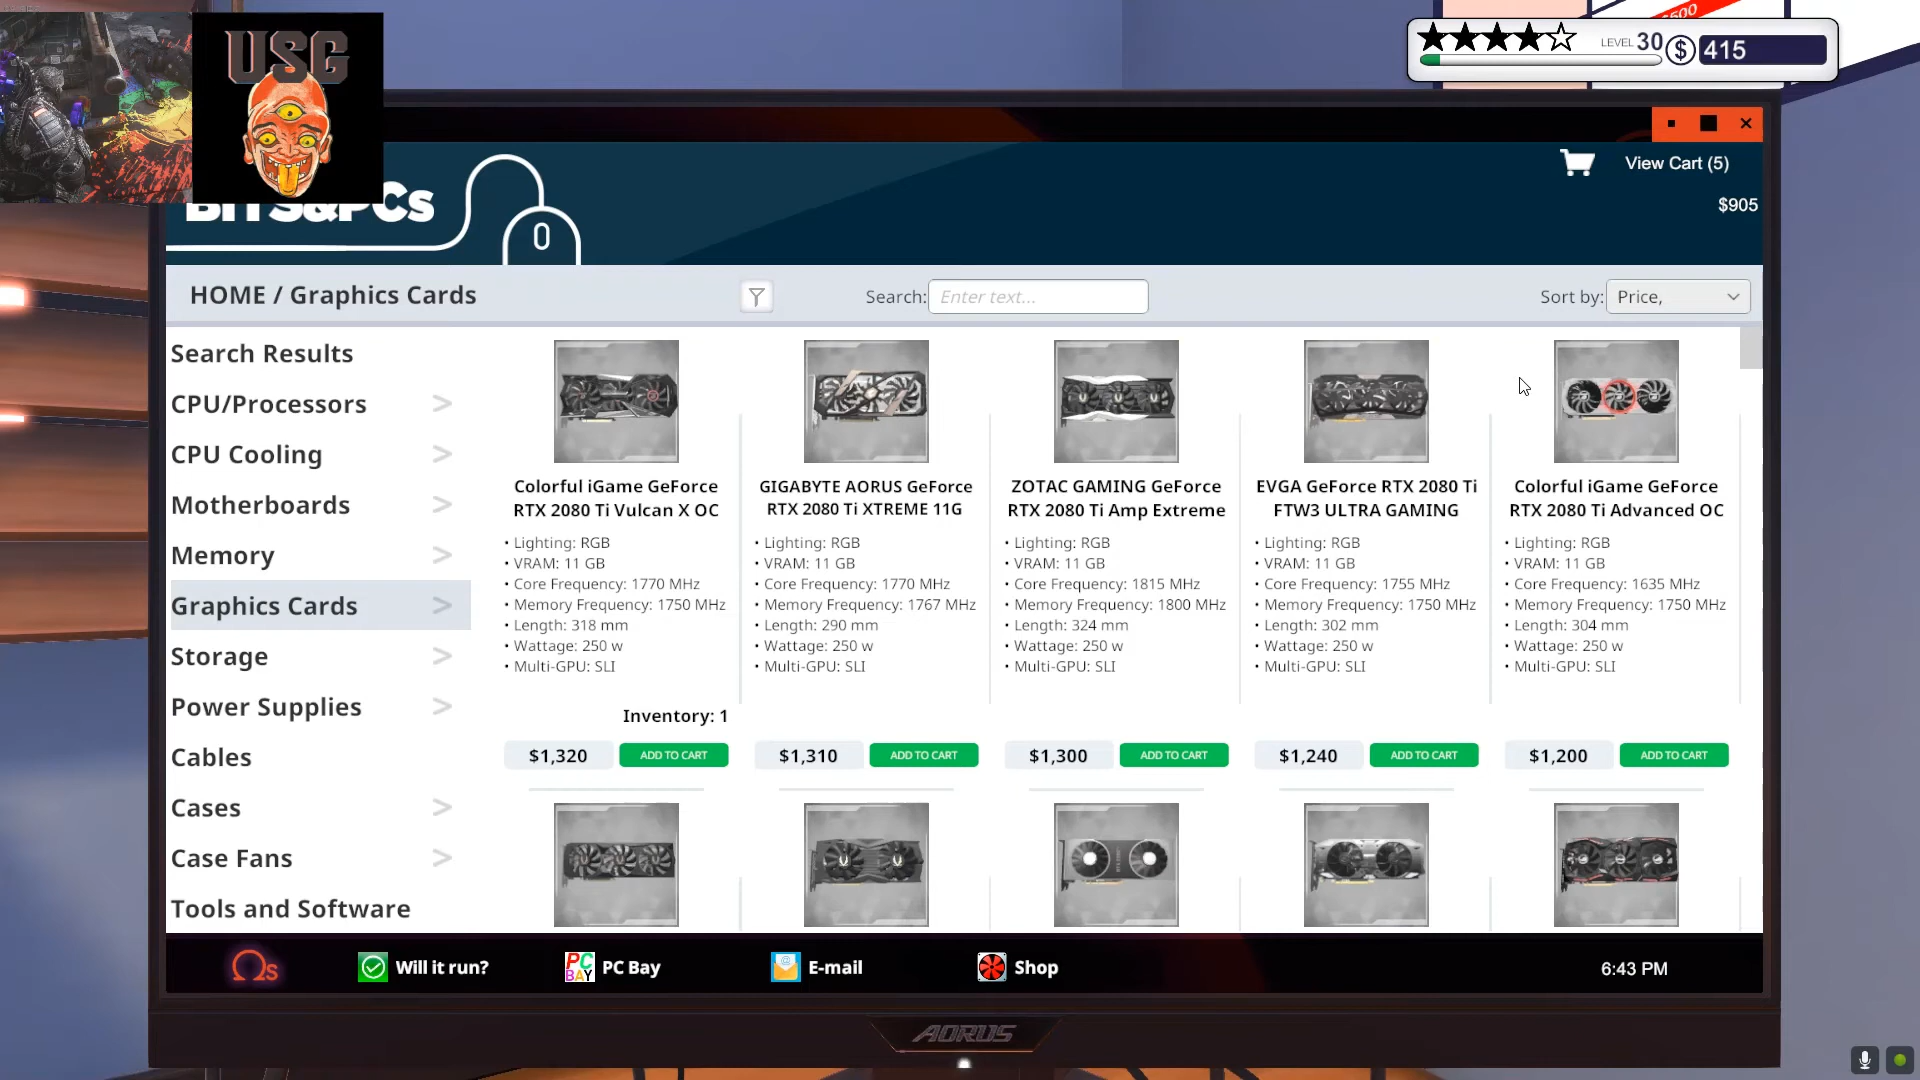 USG
$500
LEVEL 30
$ 415
BITS&PCs
View Cart (5)
$905
HOME / Graphics Cards
Search:
Enter text...
Sort by:
Price,
Search Results
CPU/Processors >
CPU Cooling >
Motherboards >
Memory >
Graphics Cards >
Storage >
Power Supplies >
Cables
Cases >
Case Fans >
Tools and Software
Colorful iGame GeForce
RTX 2080 Ti Vulcan X OC
• Lighting: RGB
• VRAM: 11 GB
• Core Frequency: 1770 MHz
• Memory Frequency: 1750 MHz
• Length: 318 mm
• Wattage: 250 w
• Multi-GPU: SLI
Inventory: 1
$1,320
ADD TO CART
GIGABYTE AORUS GeForce
RTX 2080 Ti XTREME 11G
• Lighting: RGB
• VRAM: 11 GB
• Core Frequency: 1770 MHz
• Memory Frequency: 1767 MHz
• Length: 290 mm
• Wattage: 250 w
• Multi-GPU: SLI
$1,310
ADD TO CART
ZOTAC GAMING GeForce
RTX 2080 Ti Amp Extreme
• Lighting: RGB
• VRAM: 11 GB
• Core Frequency: 1815 MHz
• Memory Frequency: 1800 MHz
• Length: 324 mm
• Wattage: 250 w
• Multi-GPU: SLI
$1,300
ADD TO CART
EVGA GeForce RTX 2080 Ti
FTW3 ULTRA GAMING
• Lighting: RGB
• VRAM: 11 GB
• Core Frequency: 1755 MHz
• Memory Frequency: 1750 MHz
• Length: 302 mm
• Wattage: 250 w
• Multi-GPU: SLI
$1,240
ADD TO CART
Colorful iGame GeForce
RTX 2080 Ti Advanced OC
• Lighting: RGB
• VRAM: 11 GB
• Core Frequency: 1635 MHz
• Memory Frequency: 1750 MHz
• Length: 304 mm
• Wattage: 250 w
• Multi-GPU: SLI
$1,200
ADD TO CART
Ωs
Will it run?
PC BAY
PC Bay
E-mail
Shop
6:43 PM
AORUS